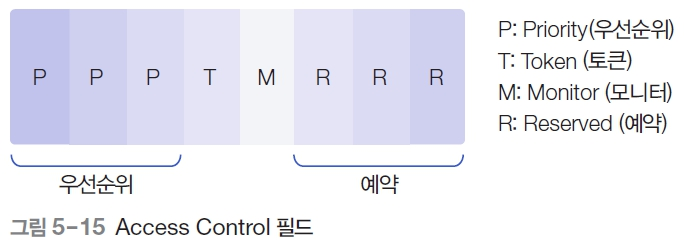 P P P T M R R R
우선순위
예약
P: Priority(우선순위)
T: Token (토큰)
M: Monitor (모니터)
R: Reserved (예약)
그림 5-15 Access Control 필드